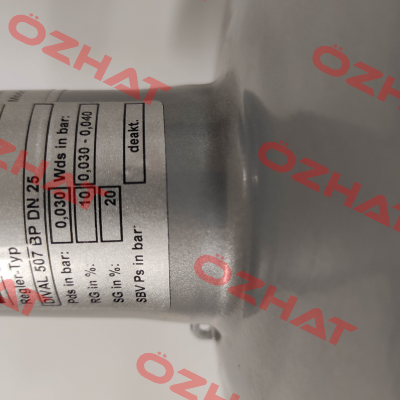 Regler-Typ
DIVAL 507 BP DN 25
Pds in bar: 0,030 Wds in bar: 0,030 - 0,040
RG in %: 10
SG in %: 20
SBV Ps in bar: deakt.
ÖZHAT
ÖZHAT
ÖZHAT
ÖZHAT
ÖZHAT
ÖZHAT